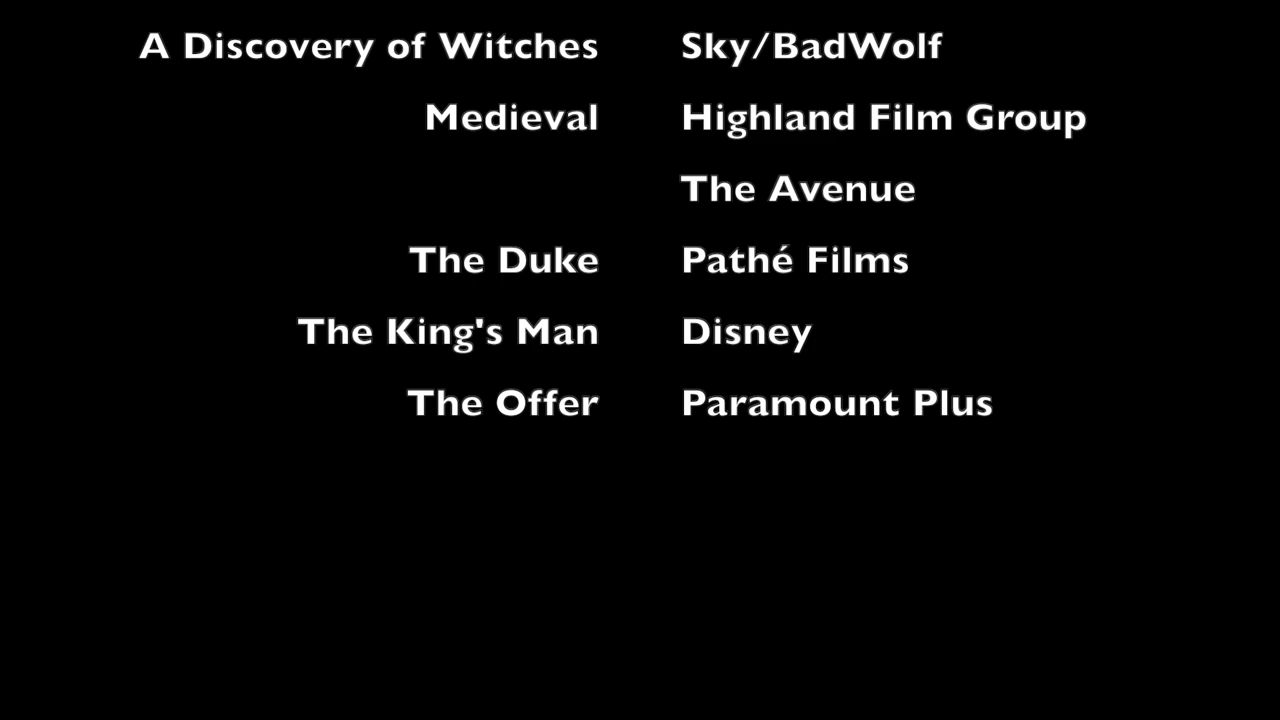 A Discovery of Witches Sky/BadWolf
Medieval Highland Film Group
The Avenue
The Duke Pathé Films
The King's Man Disney
The Offer Paramount Plus